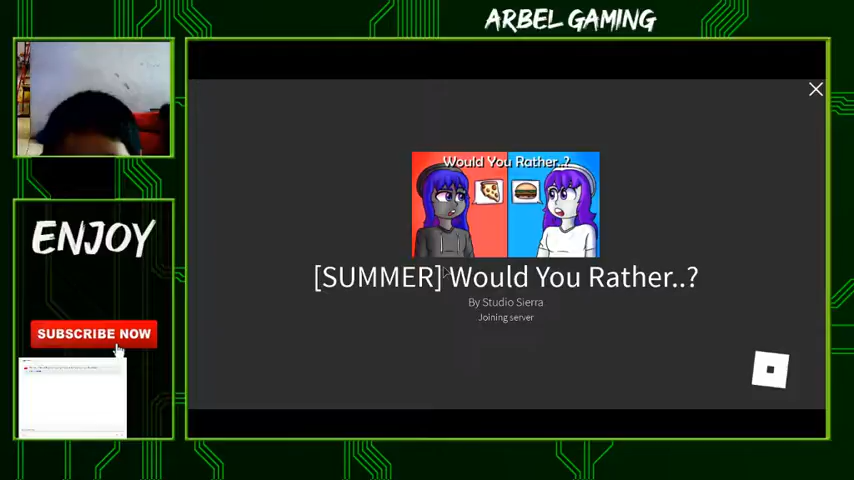 ARBEL GAMING
Would You Rather..?
ENJOY
[SUMMER] Would You Rather..?
By Studio Sierra
Joining server
SUBSCRIBE NOW